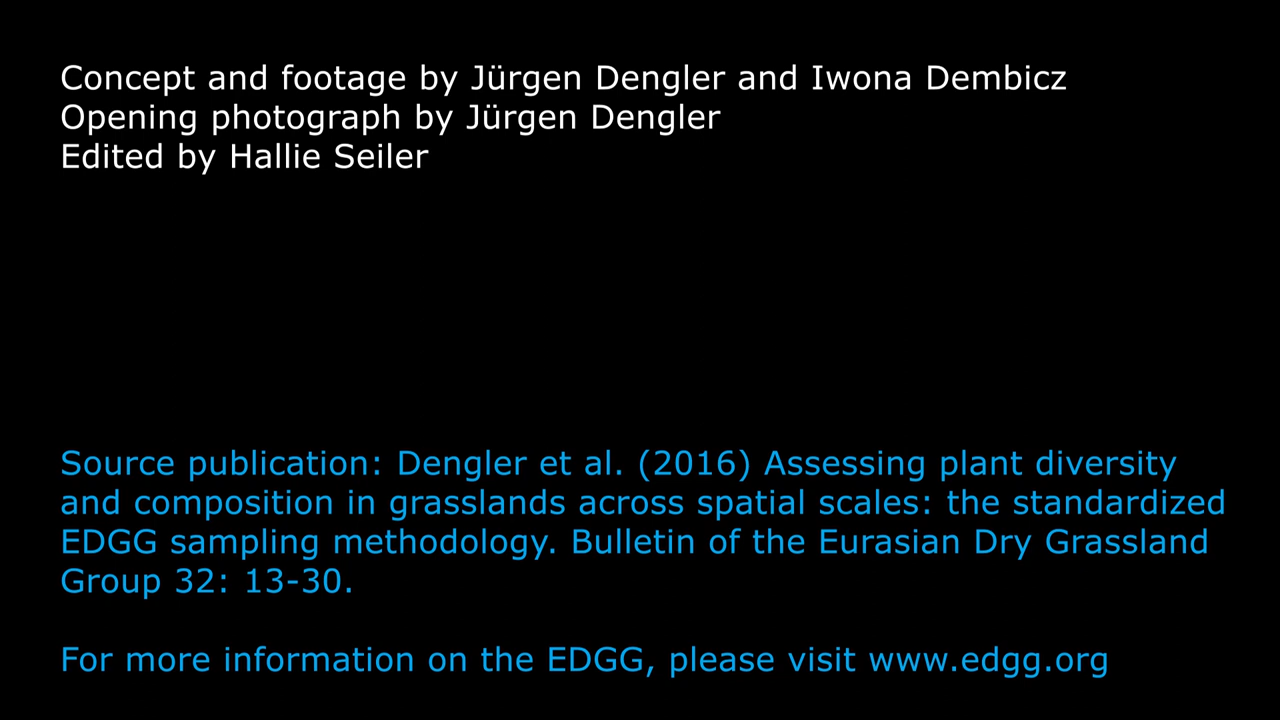 Concept and footage by Jürgen Dengler and Iwona Dembicz
Opening photograph by Jürgen Dengler
Edited by Hallie Seiler
Source publication: Dengler et al. (2016) Assessing plant diversity
and composition in grasslands across spatial scales: the standardized
EDGG sampling methodology. Bulletin of the Eurasian Dry Grassland
Group 32: 13-30.
For more information on the EDGG, please visit www.edgg.org